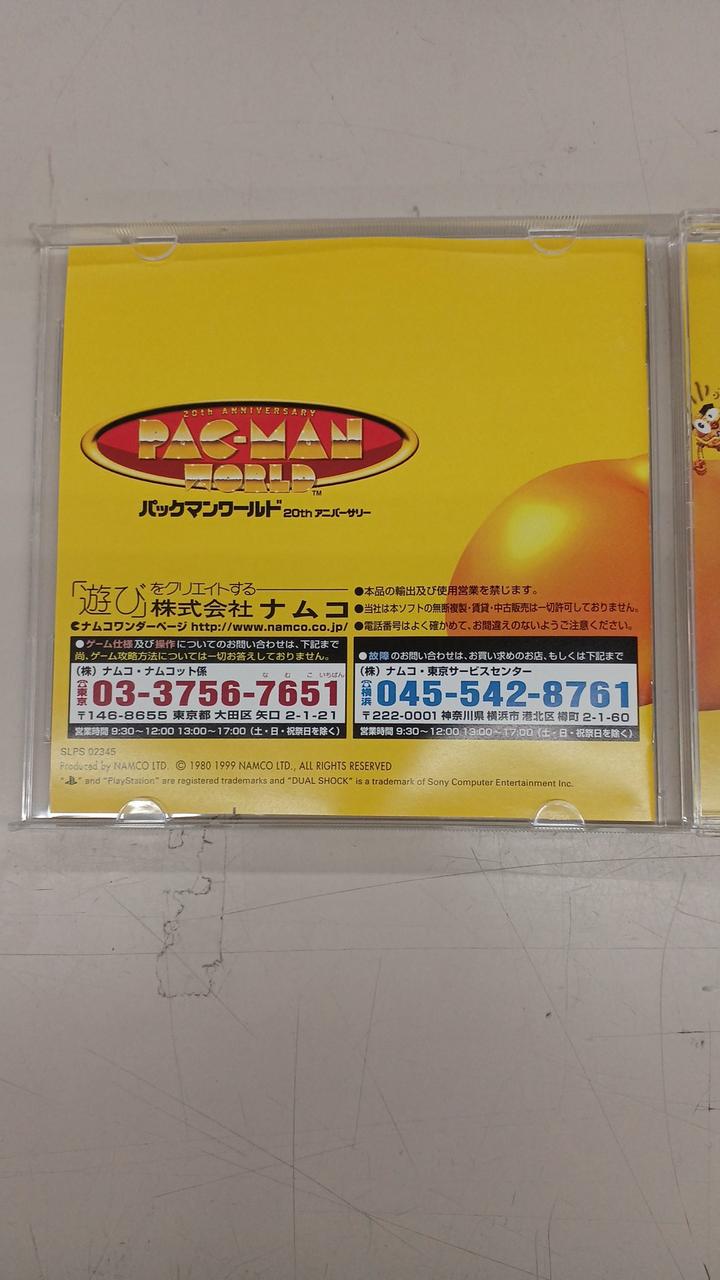 20th ANNIVERSARY
PAC-MAN
WORLD™
パックマンワールド 20th アニバーサリー
「遊び」をクリエイトする
株式会社 ナムコ
ナムコワンダーページ http://www.namco.co.jp/
●本品の輸出及び使用営業を禁じます。
●当社は本ソフトの無断複製・賃貸・中古販売は一切許可しておりません。
●電話番号はよく確かめて、お間違えのないようご注意ください。
●ゲーム仕様及び操作についてのお問い合わせは、下記まで
尚、ゲーム攻略方法については一切お答えしておりません。
(株) ナムコ・ナムコット係
な む こ いちばん
☎東京 03-3756-7651
〒146-8655 東京都 大田区 矢口 2-1-21
営業時間 9:30〜12:00 13:00〜17:00 (土・日・祝祭日を除く)
●故障のお問い合わせは、お買い求めのお店、もしくは下記まで
(株) ナムコ・東京サービスセンター
☎横浜 045-542-8761
〒222-0001 神奈川県 横浜市 港北区 樽町 2-1-60
営業時間 9:30〜12:00 13:00〜17:00 (土・日・祝祭日を除く)
SLPS 02345
Produced by NAMCO LTD. © 1980 1999 NAMCO LTD., ALL RIGHTS RESERVED
" " and "PlayStation" are registered trademarks and "DUAL SHOCK" is a trademark of Sony Computer Entertainment Inc.